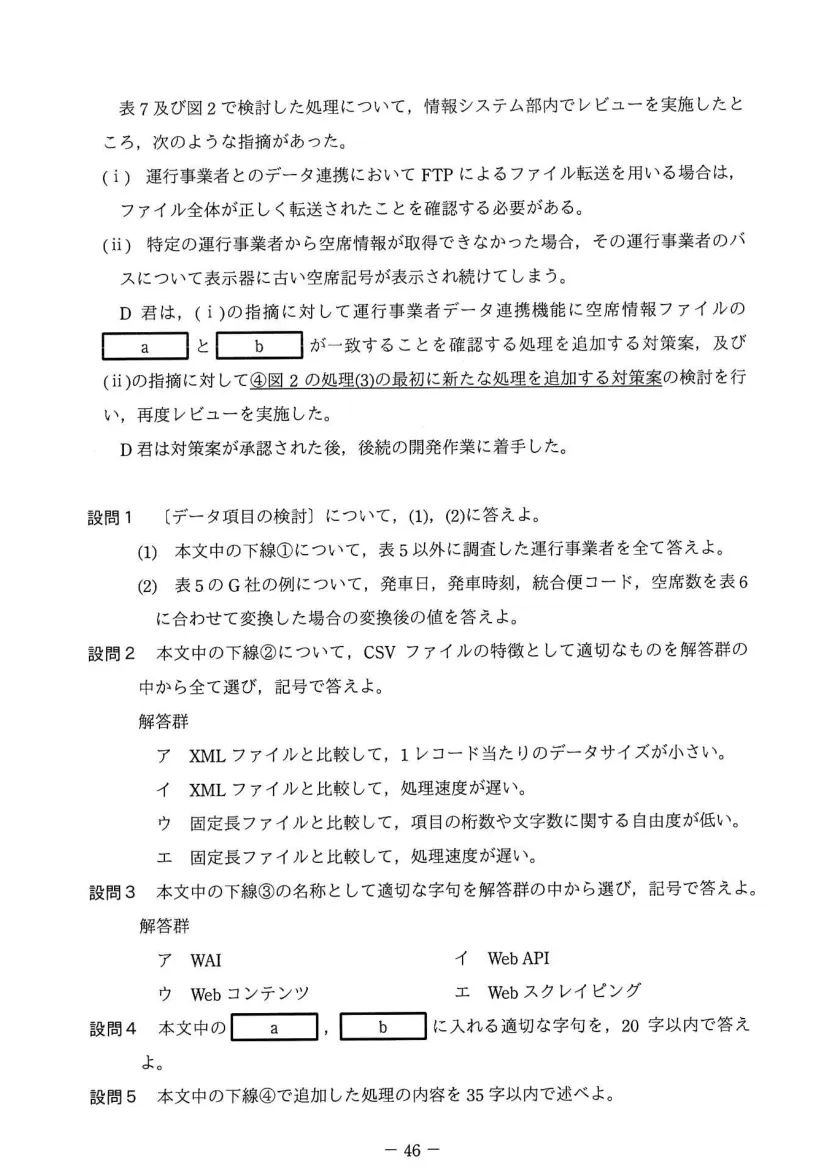 表7及び図2で検討した処理について，情報システム部内でレビューを実施したと
ころ，次のような指摘があった。
(ⅰ) 運行事業者とのデータ連携において FTP によるファイル転送を用いる場合は，
ファイル全体が正しく転送されたことを確認する必要がある。
(ⅱ) 特定の運行事業者から空席情報が取得できなかった場合，その運行事業者のバ
スについて表示器に古い空席記号が表示され続けてしまう。
D 君は，(ⅰ)の指摘に対して運行事業者データ連携機能に空席情報ファイルの
a と b が一致することを確認する処理を追加する対策案，及び
(ⅱ)の指摘に対して④図 2 の処理(3)の最初に新たな処理を追加する対策案の検討を行
い，再度レビューを実施した。
D 君は対策案が承認された後，後続の開発作業に着手した。
設問1 〔データ項目の検討〕について，(1)，(2)に答えよ。
(1) 本文中の下線①について，表 5 以外に調査した運行事業者を全て答えよ。
(2) 表 5 の G 社の例について，発車日，発車時刻，統合便コード，空席数を表 6
に合わせて変換した場合の変換後の値を答えよ。
設問2 本文中の下線②について，CSV ファイルの特徴として適切なものを解答群の
中から全て選び，記号で答えよ。
解答群
ア XML ファイルと比較して，1 レコード当たりのデータサイズが小さい。
イ XML ファイルと比較して，処理速度が遅い。
ウ 固定長ファイルと比較して，項目の桁数や文字数に関する自由度が低い。
エ 固定長ファイルと比較して，処理速度が遅い。
設問3 本文中の下線③の名称として適切な字句を解答群の中から選び，記号で答えよ。
解答群
ア WAI イ Web API
ウ Web コンテンツ エ Web スクレイピング
設問4 本文中の a ， b に入れる適切な字句を，20 字以内で答え
よ。
設問5 本文中の下線④で追加した処理の内容を 35 字以内で述べよ。
− 46 −